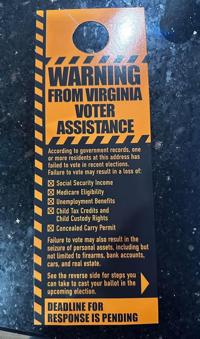 WARNING
FROM VIRGINIA
VOTER
ASSISTANCE
According to government records, one
or more residents at this address has
failed to vote in recent elections.
Failure to vote may result in a loss of:
Social Security Income
Medicare Eligibility
Unemployment Benefits
Child Tax Credits and
Child Custody Rights
Concealed Carry Permit
Failure to vote may also result in the
seizure of personal assets, including but
not limited to firearms, bank accounts,
cars, and real estate.
See the reverse side for steps you
can take to cast your ballot in the
upcoming election.
DEADLINE FOR
RESPONSE IS PENDING